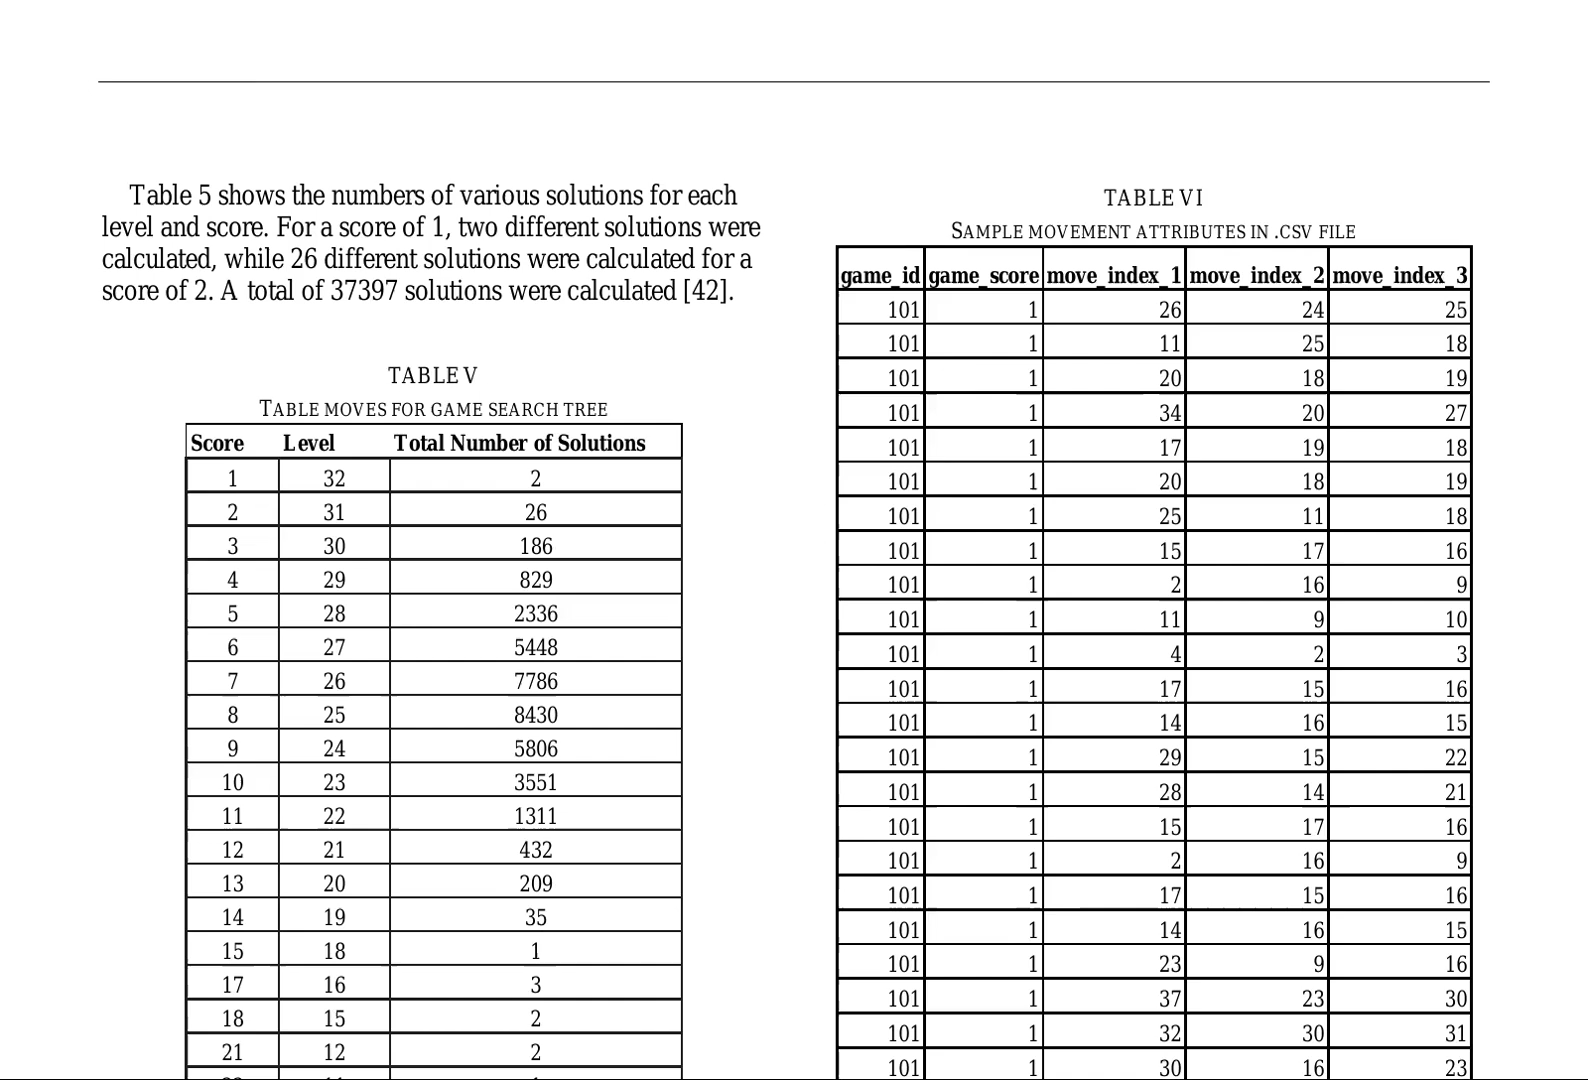 Table 5 shows the numbers of various solutions for each
level and score. For a score of 1, two different solutions were
calculated, while 26 different solutions were calculated for a
score of 2. A total of 37397 solutions were calculated [42].
TABLE V
TABLE MOVES FOR GAME SEARCH TREE
Score Level Total Number of Solutions
1 32 2
2 31 26
3 30 186
4 29 829
5 28 2336
6 27 5448
7 26 7786
8 25 8430
9 24 5806
10 23 3551
11 22 1311
12 21 432
13 20 209
14 19 35
15 18 1
17 16 3
18 15 2
21 12 2
TABLE VI
SAMPLE MOVEMENT ATTRIBUTES IN .CSV FILE
game_id game_score move_index_1 move_index_2 move_index_3
101 1 26 24 25
101 1 11 25 18
101 1 20 18 19
101 1 34 20 27
101 1 17 19 18
101 1 20 18 19
101 1 25 11 18
101 1 15 17 16
101 1 2 16 9
101 1 11 9 10
101 1 4 2 3
101 1 17 15 16
101 1 14 16 15
101 1 29 15 22
101 1 28 14 21
101 1 15 17 16
101 1 2 16 9
101 1 17 15 16
101 1 14 16 15
101 1 23 9 16
101 1 37 23 30
101 1 32 30 31
101 1 30 16 23